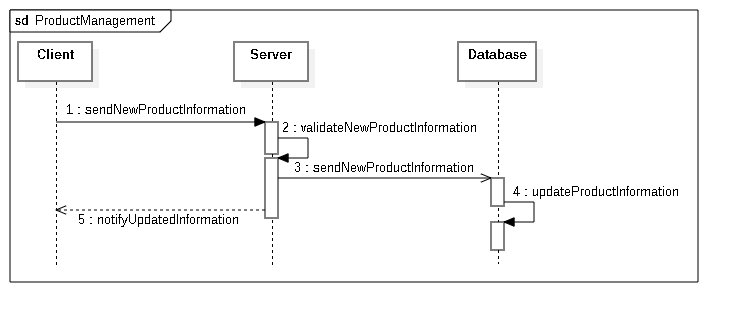 sd ProductManagement
Client
Server
Database
1 : sendNewProductInformation
2 : validateNewProductInformation
3 : sendNewProductInformation
4 : updateProductInformation
5 : notifyUpdatedInformation